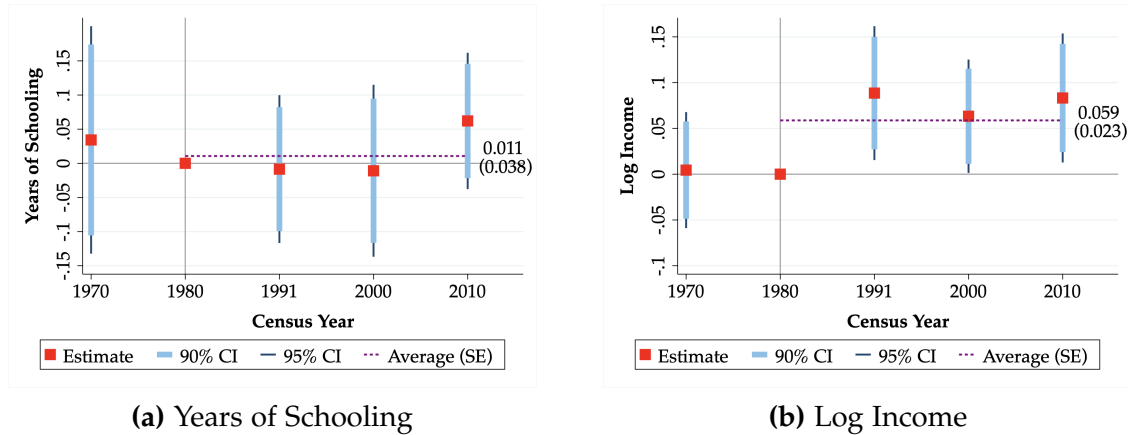 Years of Schooling
.15
.1
.05
0
-.05
-.1
-.15
0.011
(0.038)
1970 1980 1991 2000 2010
Census Year
Estimate 90% CI 95% CI Average (SE)
(a) Years of Schooling
Log Income
.15
.1
.05
0
-.05
-.1
0.059
(0.023)
1970 1980 1991 2000 2010
Census Year
Estimate 90% CI 95% CI Average (SE)
(b) Log Income